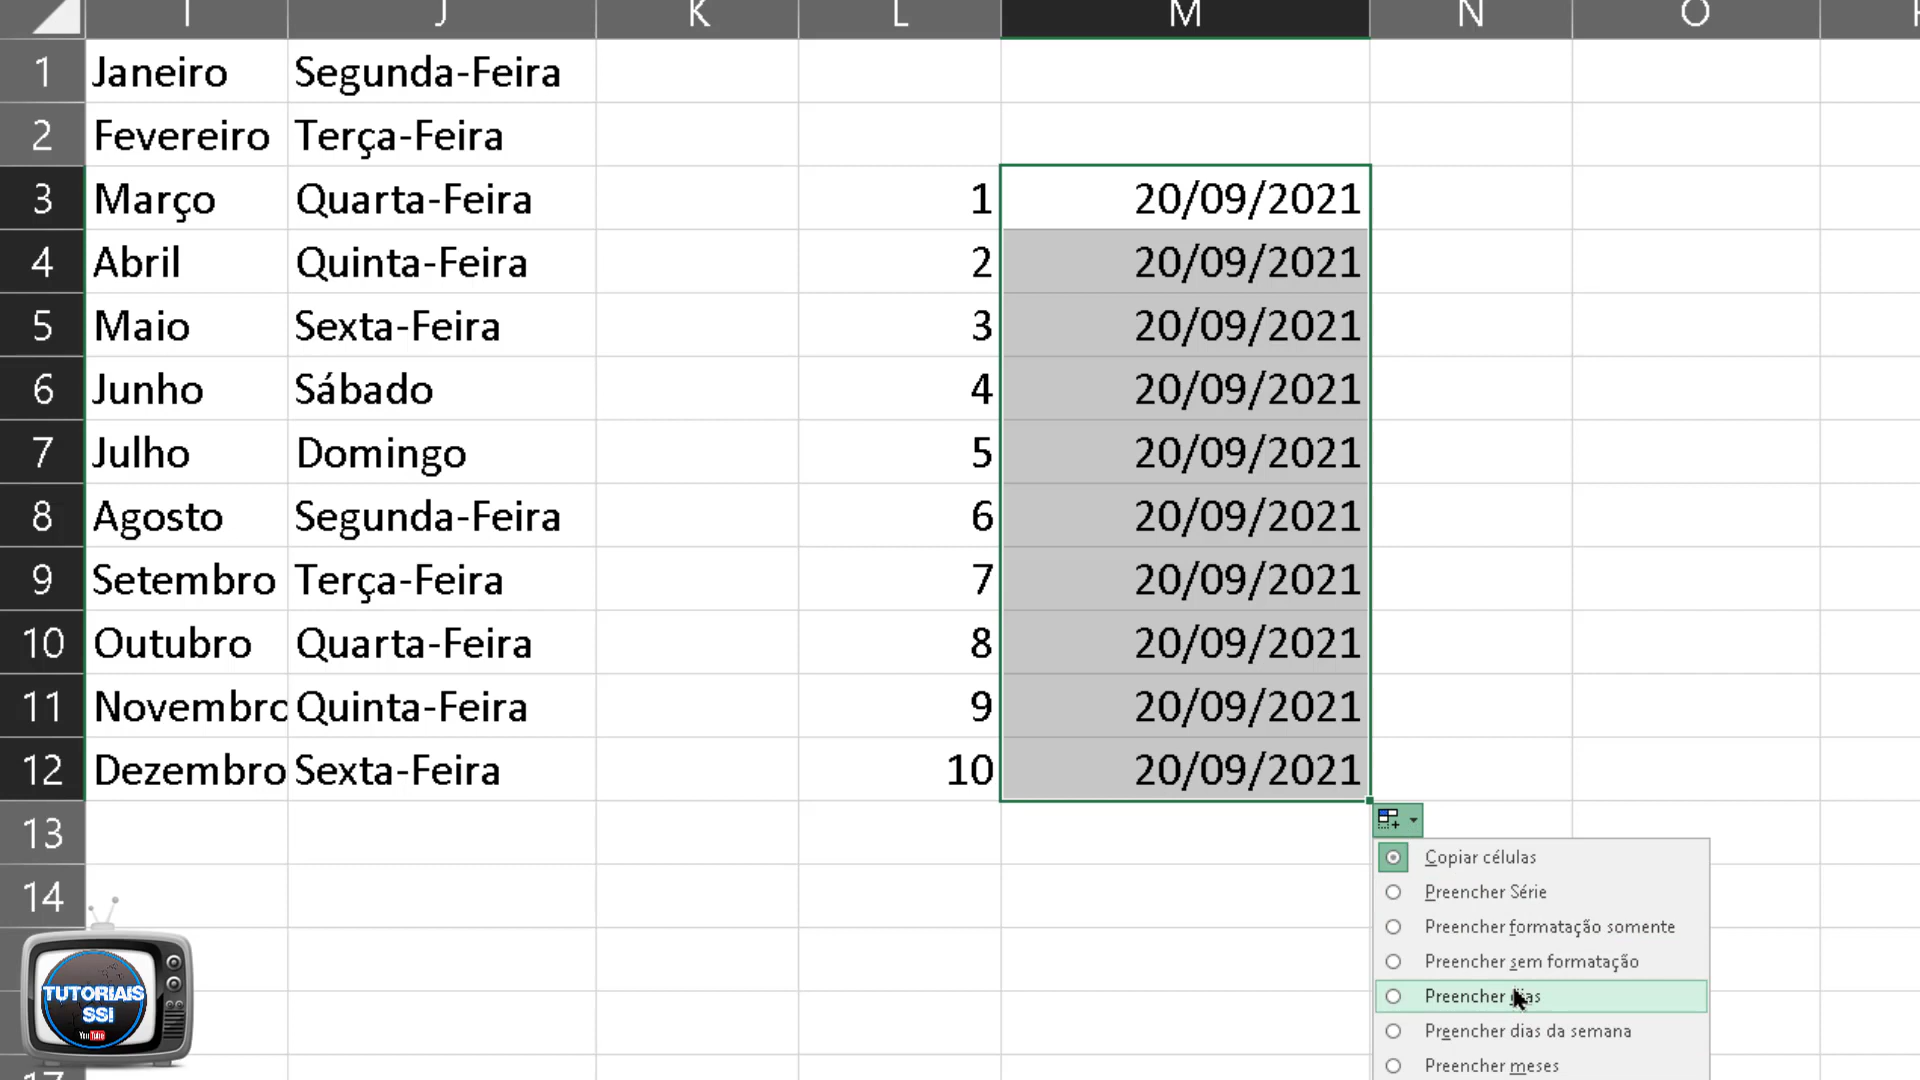 I J K L M N O
1 Janeiro Segunda-Feira
2 Fevereiro Terça-Feira
3 Março Quarta-Feira 1 20/09/2021
4 Abril Quinta-Feira 2 20/09/2021
5 Maio Sexta-Feira 3 20/09/2021
6 Junho Sábado 4 20/09/2021
7 Julho Domingo 5 20/09/2021
8 Agosto Segunda-Feira 6 20/09/2021
9 Setembro Terça-Feira 7 20/09/2021
10 Outubro Quarta-Feira 8 20/09/2021
11 Novembro Quinta-Feira 9 20/09/2021
12 Dezembro Sexta-Feira 10 20/09/2021
13
Copiar células
Preencher Série
14
Preencher formatação somente
Preencher sem formatação
Preencher dias
Preencher dias da semana
Preencher meses
TUTORIAIS
SSI
YouTube
17